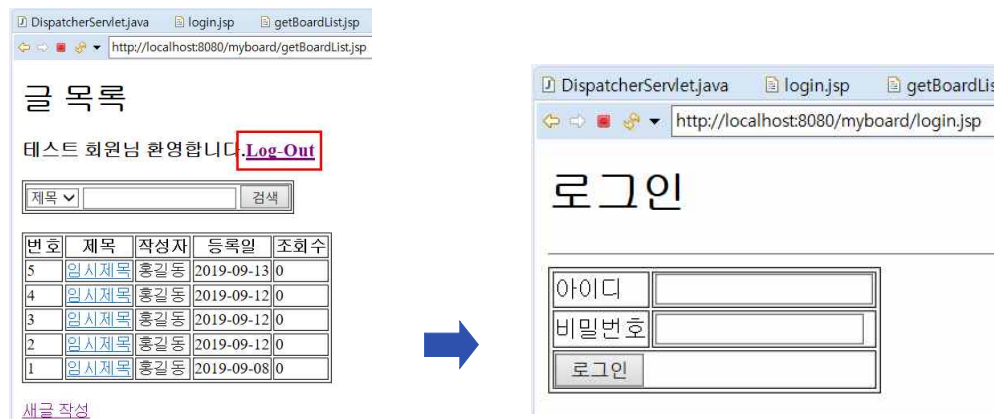 DispatcherServlet.java login.jsp getBoardList.jsp
http://localhost:8080/myboard/getBoardList.jsp
글 목록
테스트 회원님 환영합니다.Log-Out
제목 검색
번호 제목 작성자 등록일 조회수
5 임시제목 홍길동 2019-09-13 0
4 임시제목 홍길동 2019-09-12 0
3 임시제목 홍길동 2019-09-12 0
2 임시제목 홍길동 2019-09-12 0
1 임시제목 홍길동 2019-09-08 0
새글 작성
DispatcherServlet.java login.jsp getBoardLis
http://localhost:8080/myboard/login.jsp
로그인
아이디
비밀번호
로그인